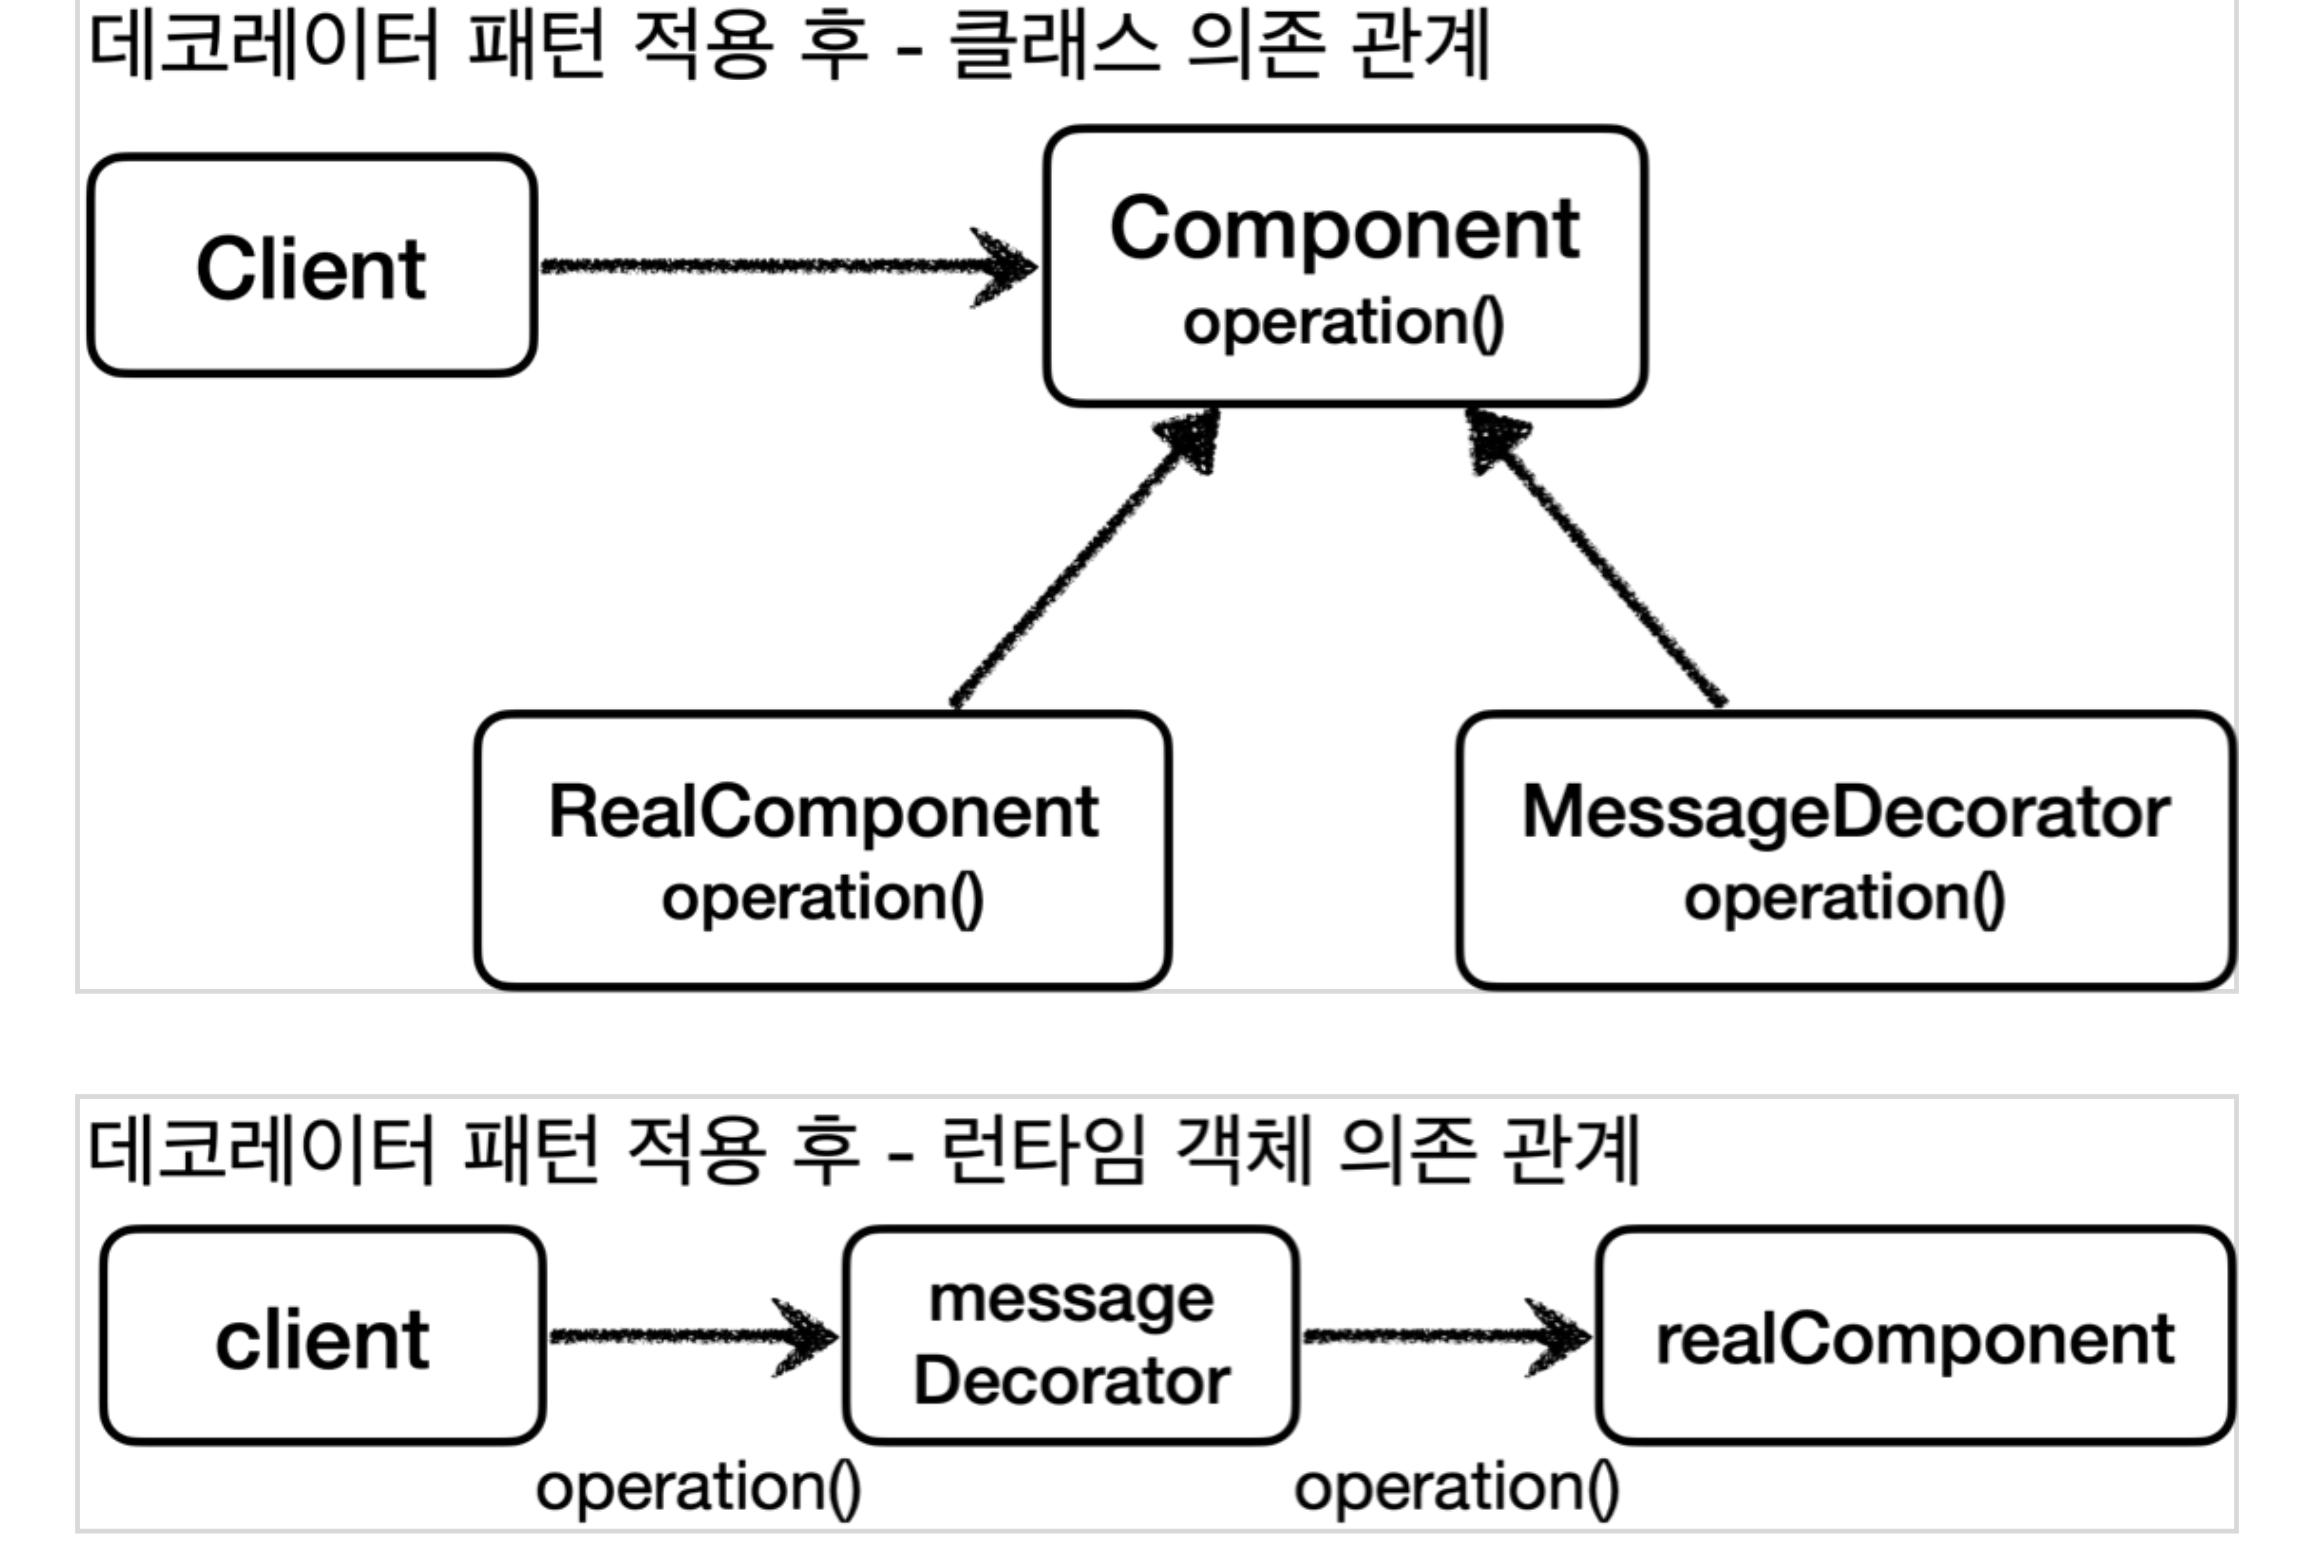 데코레이터 패턴 적용 후 - 클래스 의존 관계
Client
Component
operation()
RealComponent
operation()
MessageDecorator
operation()
데코레이터 패턴 적용 후 - 런타임 객체 의존 관계
client
message
Decorator
realComponent
operation()
operation()